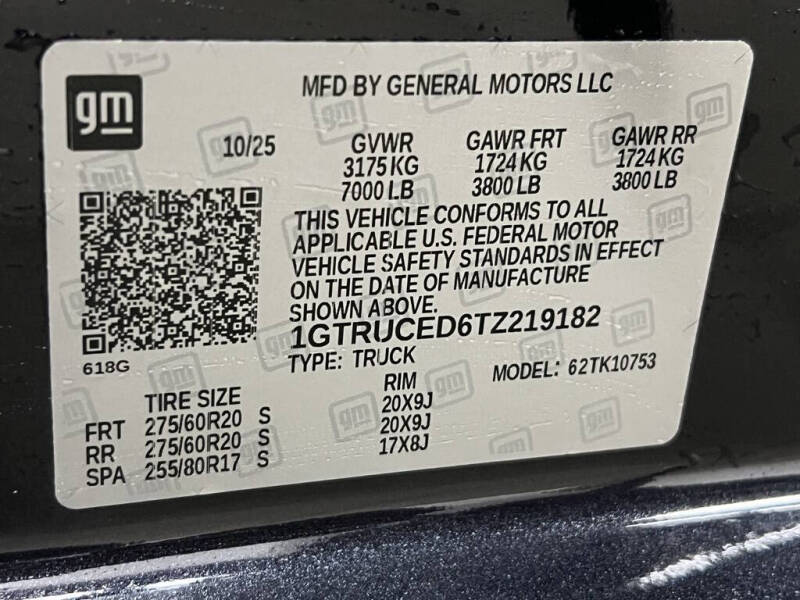 gm
MFD BY GENERAL MOTORS LLC
10/25 GVWR GAWR FRT GAWR RR
3175 KG 1724 KG 1724 KG
7000 LB 3800 LB 3800 LB
THIS VEHICLE CONFORMS TO ALL
APPLICABLE U.S. FEDERAL MOTOR
VEHICLE SAFETY STANDARDS IN EFFECT
ON THE DATE OF MANUFACTURE
SHOWN ABOVE.
1GTRUCED6TZ219182
618G
TYPE: TRUCK MODEL: 62TK10753
TIRE SIZE RIM
FRT 275/60R20 S 20X9J
RR 275/60R20 S 20X9J
SPA 255/80R17 S 17X8J